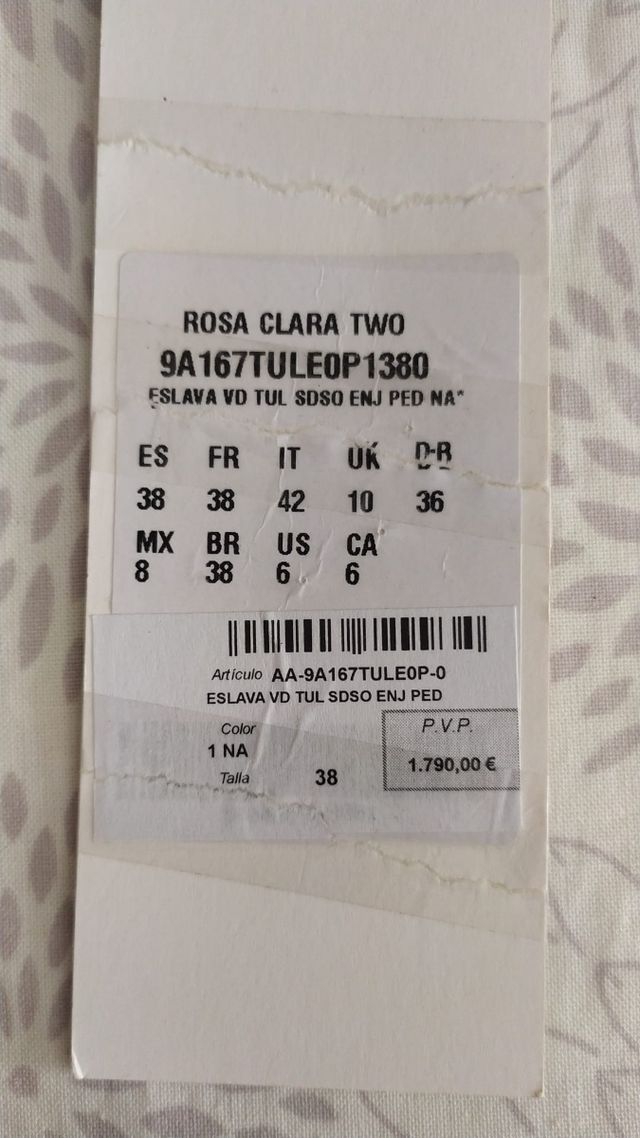 ROSA CLARA TWO
9A167TULE0P1380
ESLAVA VD TUL SDSO ENJ PED NA*
ES FR IT UK D-B
38 38 42 10 36
MX BR US CA
8 38 6 6
Artículo AA-9A167TULE0P-0
ESLAVA VD TUL SDSO ENJ PED
Color P.V.P.
1 NA 1.790,00 €
Talla 38